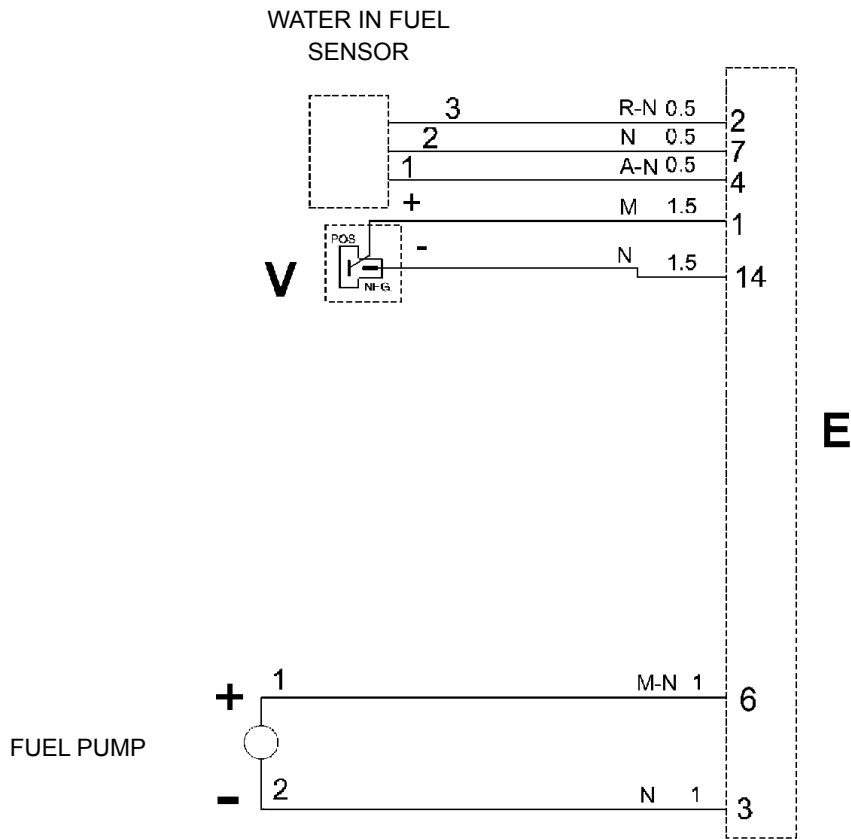 WATER IN FUEL
SENSOR
3 R-N 0.5 2
2 N 0.5 7
1 A-N 0.5 4
+ M 1.5 1
POS
- N 1.5 14
NEG
V
E
+ 1 M-N 1 6
FUEL PUMP
- 2 N 1 3